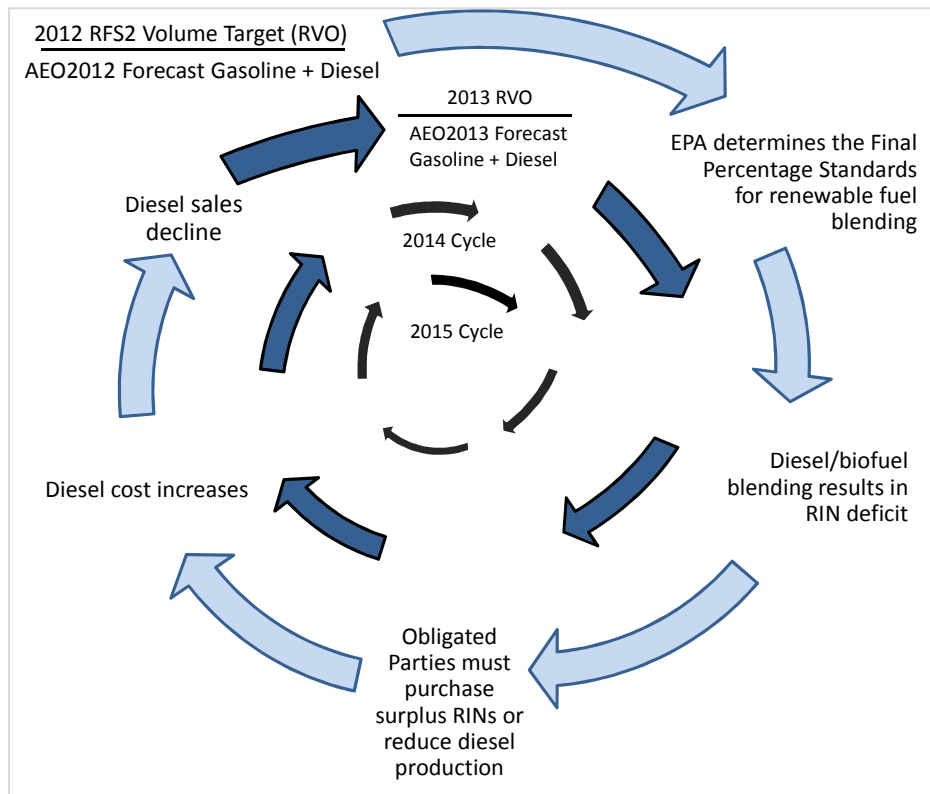 2012 RFS2 Volume Target (RVO)
AEO2012 Forecast Gasoline + Diesel
2013 RVO
AEO2013 Forecast
Gasoline + Diesel
EPA determines the Final
Percentage Standards
for renewable fuel
blending
Diesel sales
decline
2014 Cycle
2015 Cycle
Diesel cost increases
Diesel/biofuel
blending results in
RIN deficit
Obligated
Parties must
purchase
surplus RINs or
reduce diesel
production